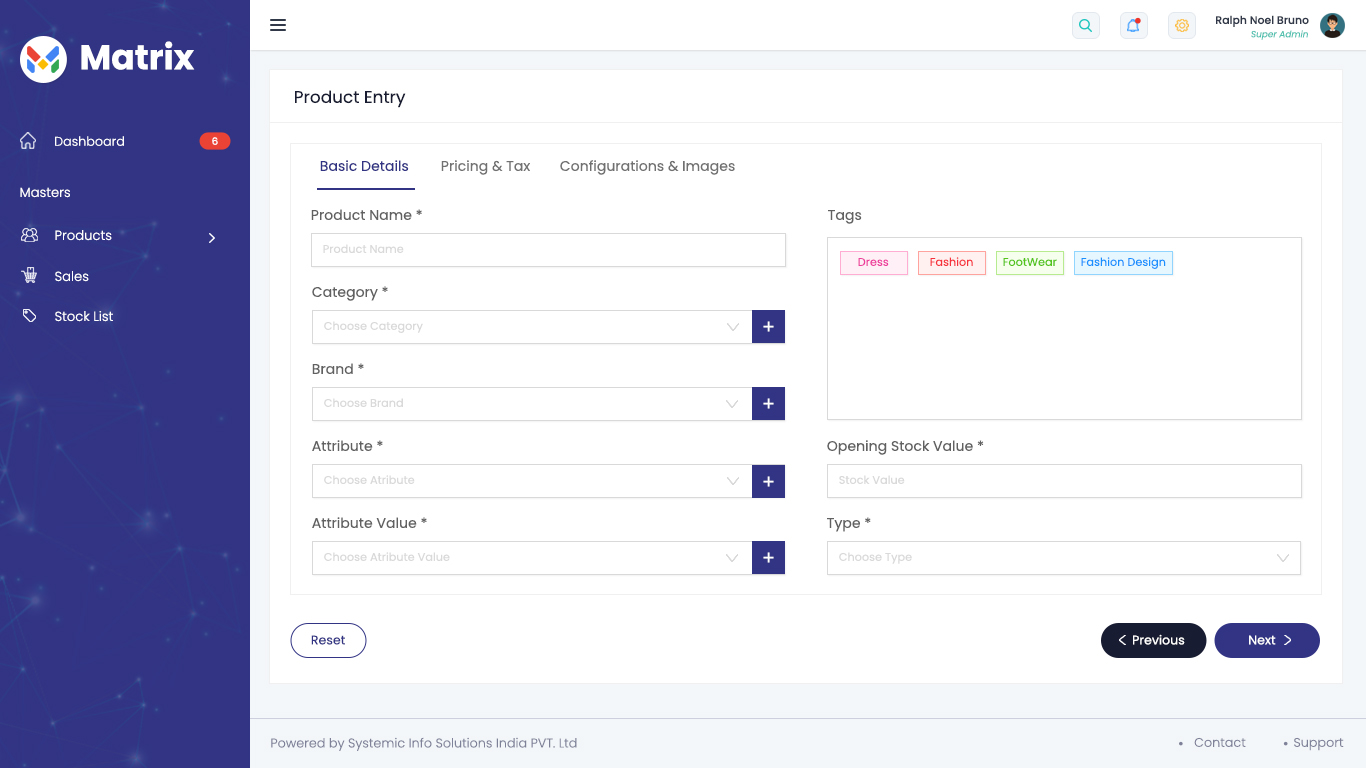 Matrix
Dashboard 6
Masters
Products
Sales
Stock List
Ralph Noel Bruno
Super Admin
Product Entry
Basic Details Pricing & Tax Configurations & Images
Product Name *
Product Name
Category *
Choose Category
+
Brand *
Choose Brand
+
Attribute *
Choose Atribute
+
Attribute Value *
Choose Atribute Value
+
Tags
Dress Fashion FootWear Fashion Design
Opening Stock Value *
Stock Value
Type *
Choose Type
Reset
Previous
Next
Powered by Systemic Info Solutions India PVT. Ltd
• Contact • Support